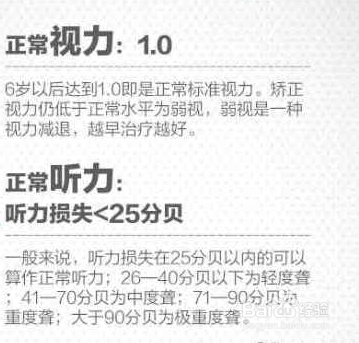 正常视力：1.0
6岁以后达到1.0即是正常标准视力。矫正
视力仍低于正常水平为弱视，弱视是一种
视力减退，越早治疗越好。
正常听力：
听力损失<25分贝
一般来说，听力损失在25分贝以内的可以
算作正常听力；26—40分贝以下为轻度聋
；41—70分贝为中度聋；71—90分贝为
重度聋；大于90分贝为极重度聋。